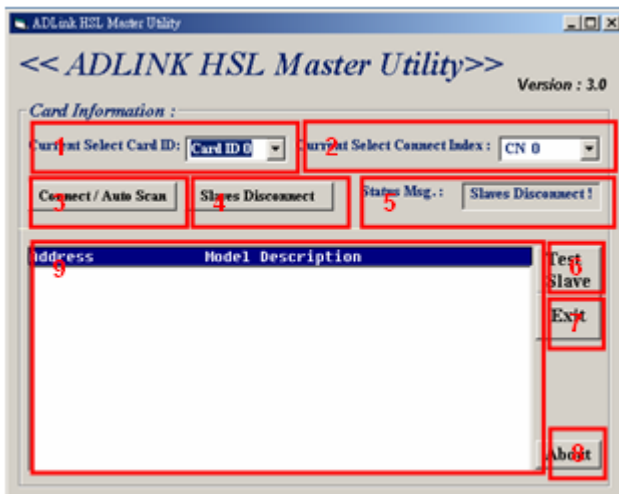 ADLink HSL Master Utility
<< ADLINK HSL Master Utility>>
Version : 3.0
Card Information :
1 Current Select Card ID: Card ID 0
2 Current Select Connect Index : CN 0
3 Connect / Auto Scan
4 Slaves Disconnect
5 Status Msg. : Slaves Disconnect !
Address Model Description
9
6 Test Slave
7 Exit
8 About